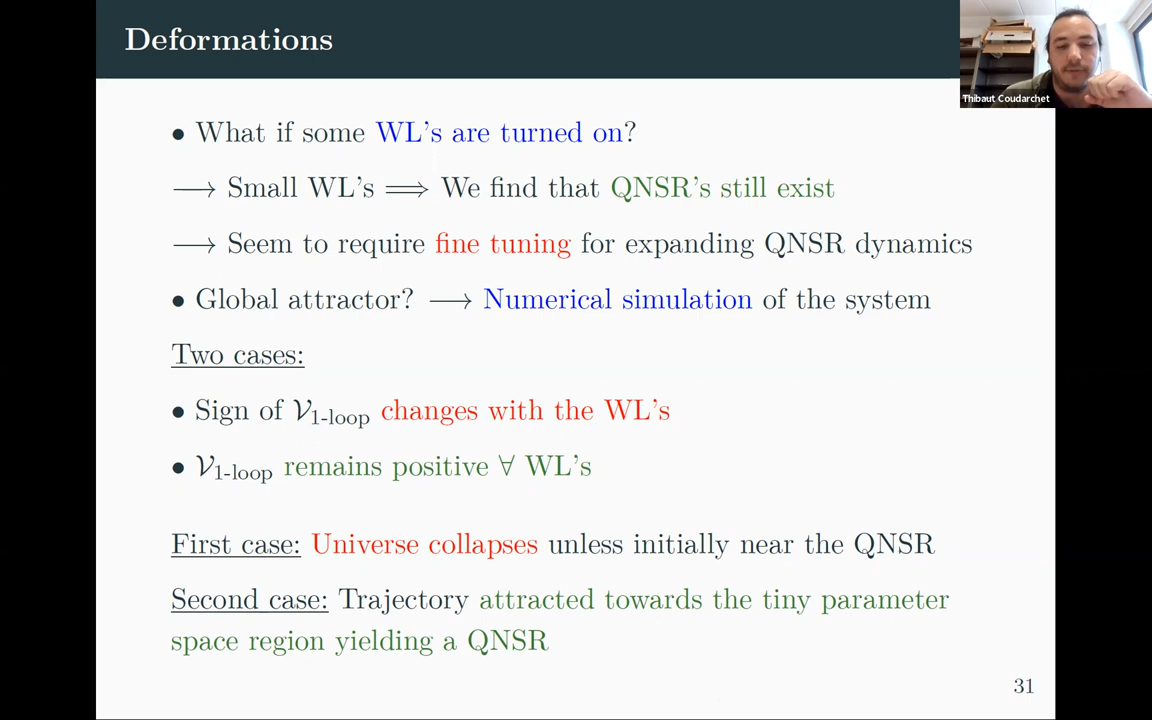 Deformations
Thibaut Coudarchet
• What if some WL's are turned on?
⟶ Small WL's ⟹ We find that QNSR's still exist
⟶ Seem to require fine tuning for expanding QNSR dynamics
• Global attractor? ⟶ Numerical simulation of the system
Two cases:
• Sign of 𝒱1-loop changes with the WL's
• 𝒱1-loop remains positive ∀ WL's
First case: Universe collapses unless initially near the QNSR
Second case: Trajectory attracted towards the tiny parameter
space region yielding a QNSR
31